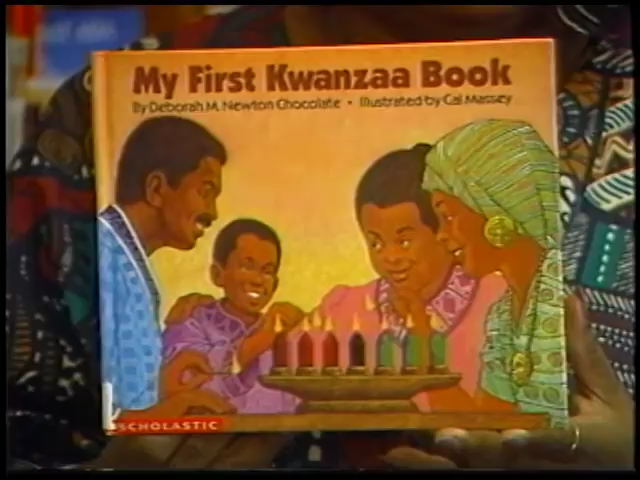 My First Kwanzaa Book
By Deborah M. Newton Chocolate • Illustrated by Cal Massey
SCHOLASTIC